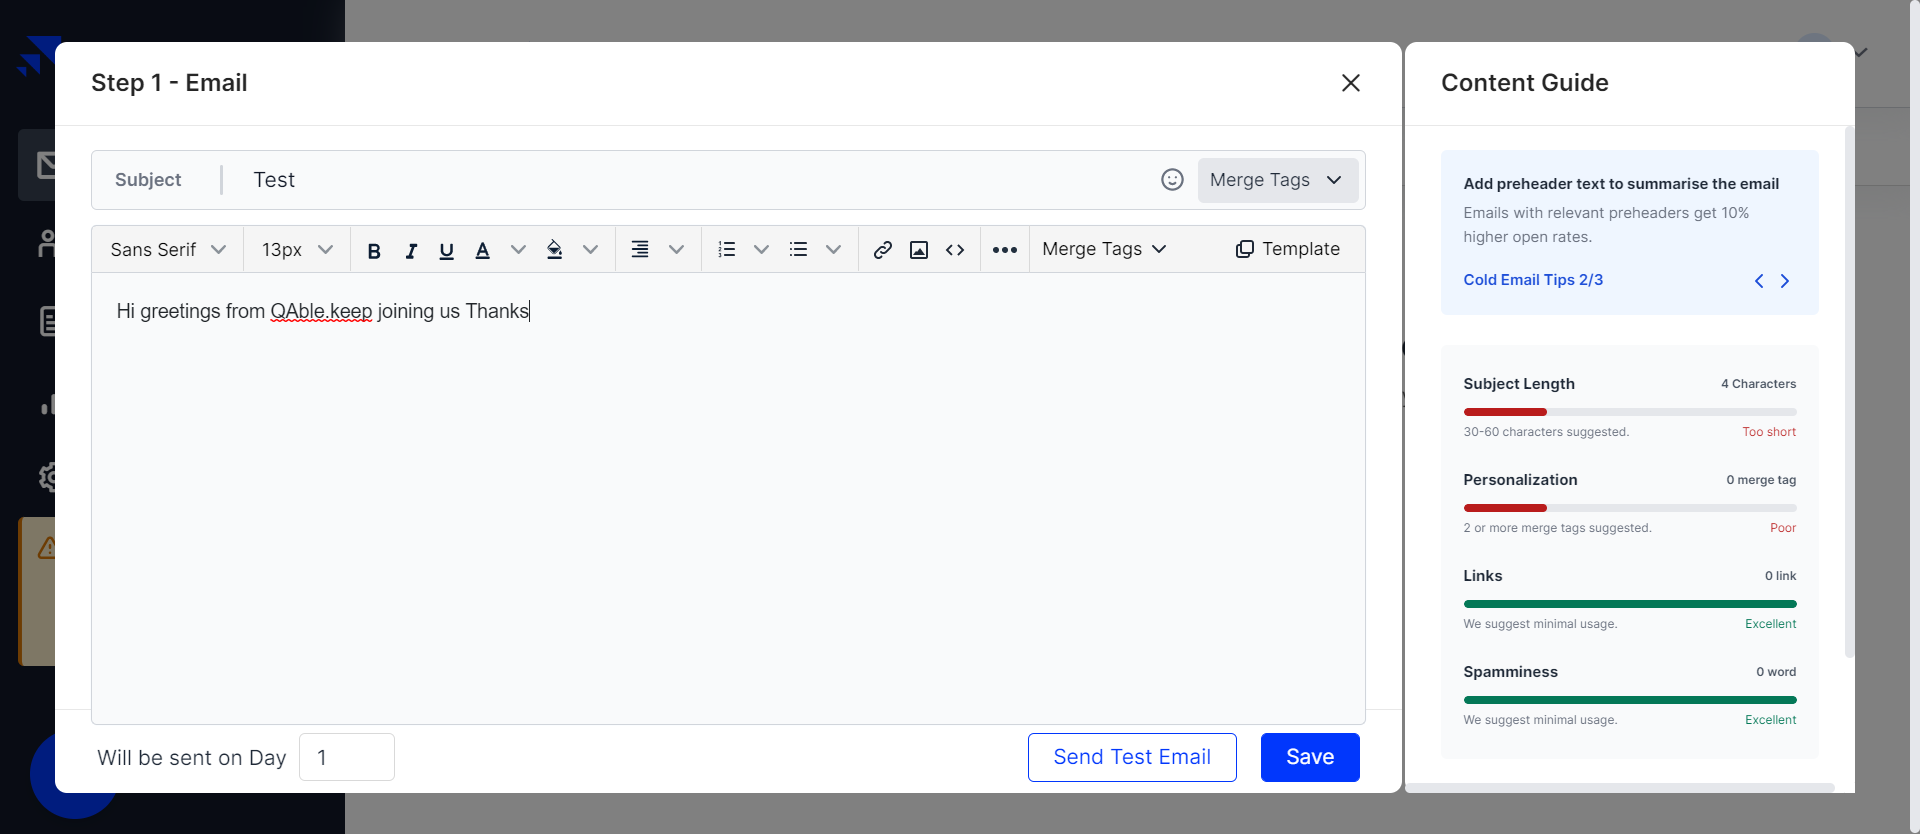 Step 1 - Email
Subject
Test
Merge Tags
Sans Serif
13px
B I U A
Merge Tags
Template
Hi greetings from QAble.keep joining us Thanks
Will be sent on Day
1
Send Test Email
Save
Content Guide
Add preheader text to summarise the email
Emails with relevant preheaders get 10%
higher open rates.
Cold Email Tips 2/3
Subject Length
4 Characters
30-60 characters suggested.
Too short
Personalization
0 merge tag
2 or more merge tags suggested.
Poor
Links
0 link
We suggest minimal usage.
Excellent
Spamminess
0 word
We suggest minimal usage.
Excellent